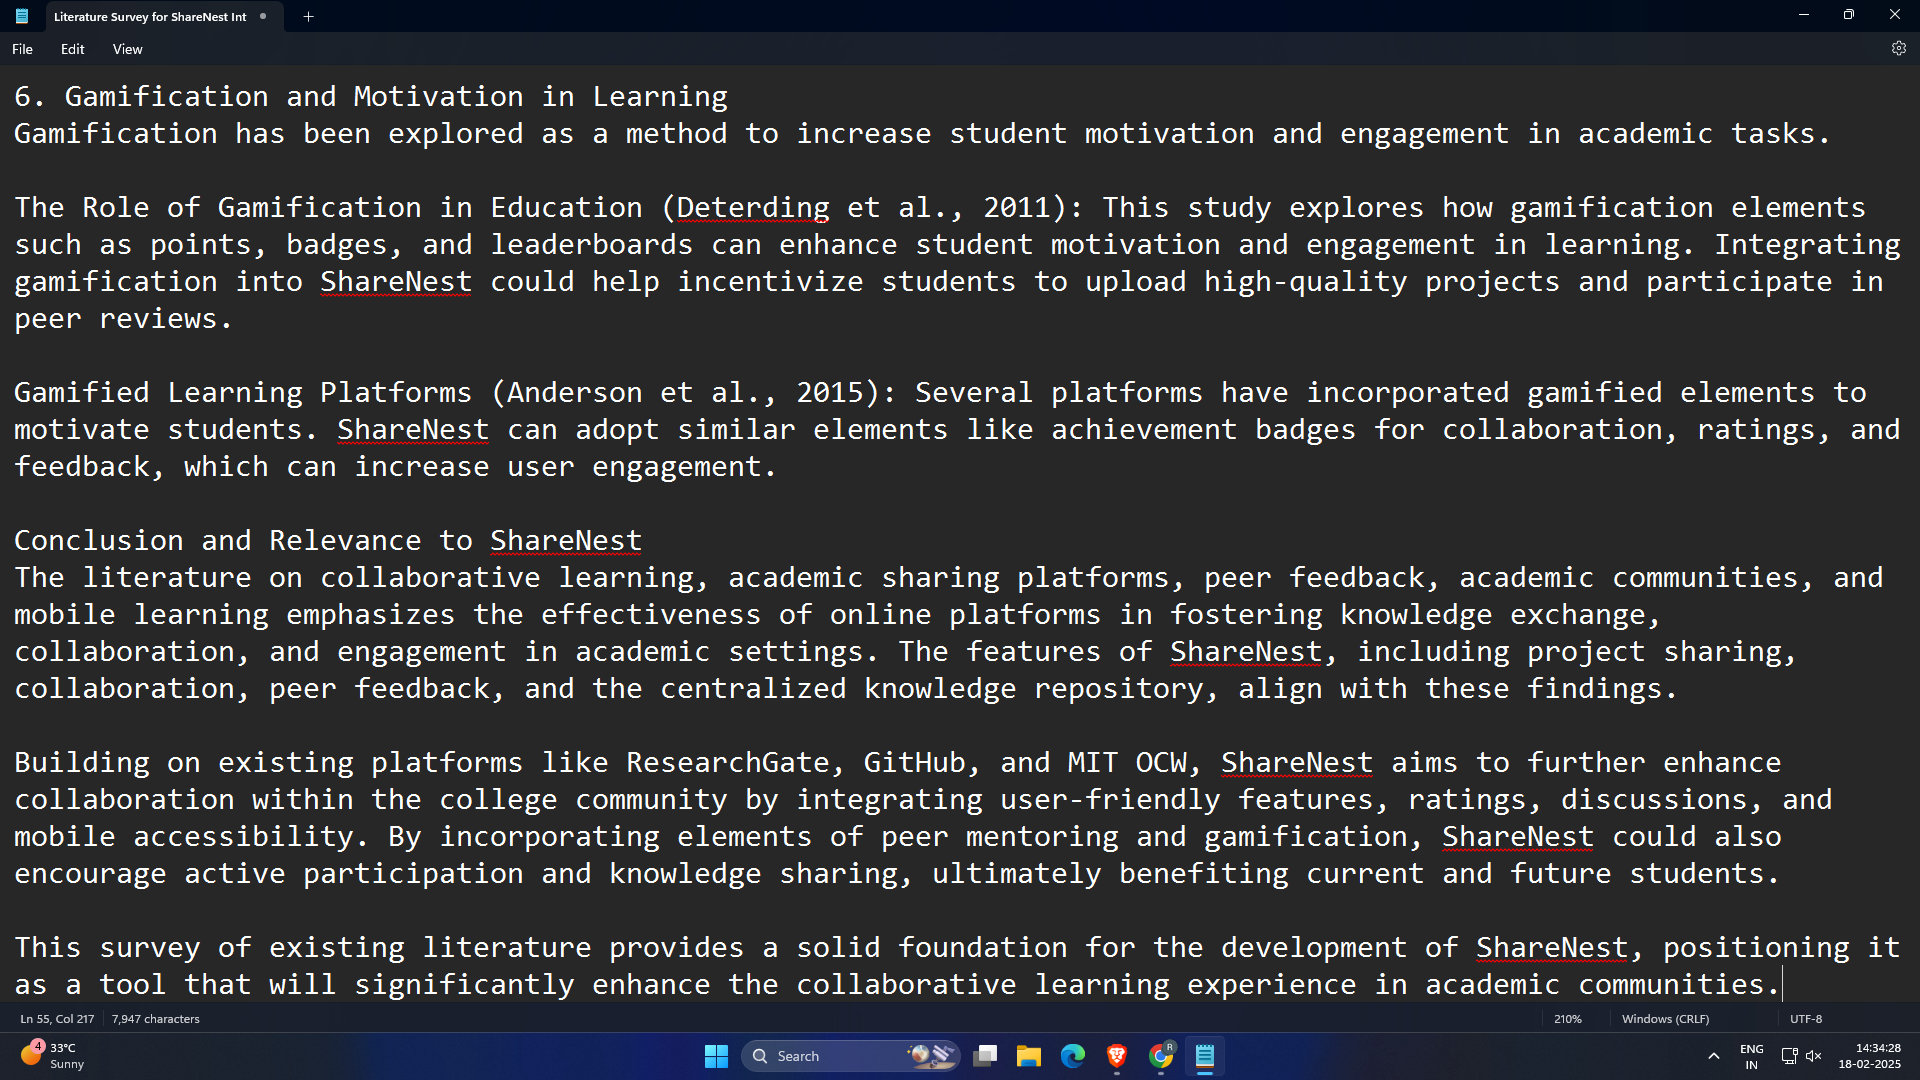 Literature Survey for ShareNest Int
File Edit View
6. Gamification and Motivation in Learning
Gamification has been explored as a method to increase student motivation and engagement in academic tasks.
The Role of Gamification in Education (Deterding et al., 2011): This study explores how gamification elements
such as points, badges, and leaderboards can enhance student motivation and engagement in learning. Integrating
gamification into ShareNest could help incentivize students to upload high-quality projects and participate in
peer reviews.
Gamified Learning Platforms (Anderson et al., 2015): Several platforms have incorporated gamified elements to
motivate students. ShareNest can adopt similar elements like achievement badges for collaboration, ratings, and
feedback, which can increase user engagement.
Conclusion and Relevance to ShareNest
The literature on collaborative learning, academic sharing platforms, peer feedback, academic communities, and
mobile learning emphasizes the effectiveness of online platforms in fostering knowledge exchange,
collaboration, and engagement in academic settings. The features of ShareNest, including project sharing,
collaboration, peer feedback, and the centralized knowledge repository, align with these findings.
Building on existing platforms like ResearchGate, GitHub, and MIT OCW, ShareNest aims to further enhance
collaboration within the college community by integrating user-friendly features, ratings, discussions, and
mobile accessibility. By incorporating elements of peer mentoring and gamification, ShareNest could also
encourage active participation and knowledge sharing, ultimately benefiting current and future students.
This survey of existing literature provides a solid foundation for the development of ShareNest, positioning it
as a tool that will significantly enhance the collaborative learning experience in academic communities.
Ln 55, Col 217 7,947 characters 210% Windows (CRLF) UTF-8
4 33°C
Sunny
Search
R
ENG
IN
14:34:28
18-02-2025